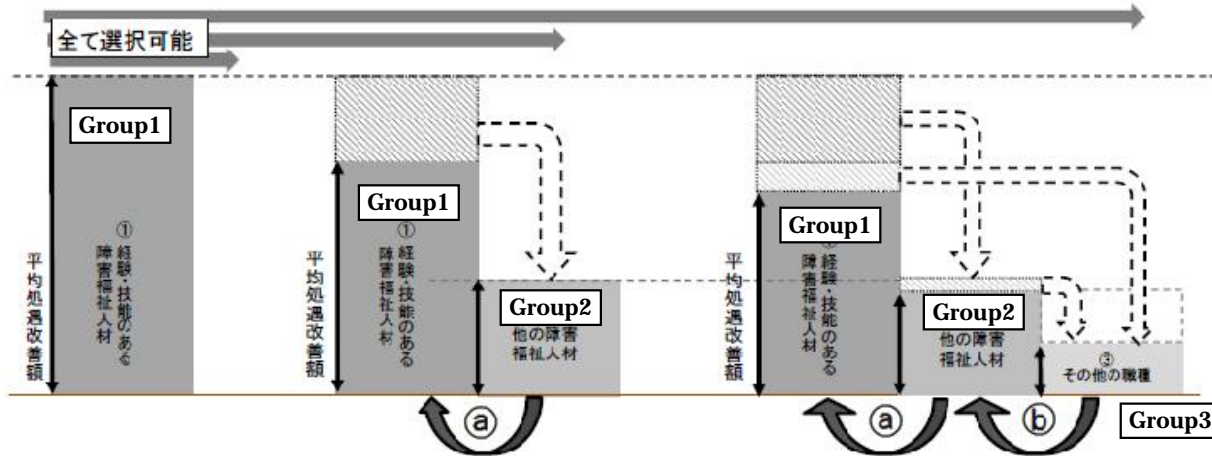 全て選択可能
Group1
① 経験・技能のある
障害福祉人材
平均処遇改善額
Group1
① 経験・技能のある
障害福祉人材
平均処遇改善額
Group2
他の障害
福祉人材
ⓐ
Group1
経験・技能のある
障害福祉人材
平均処遇改善額
Group2
他の障害
福祉人材
③
その他の職種
Group3
ⓐ
ⓑ